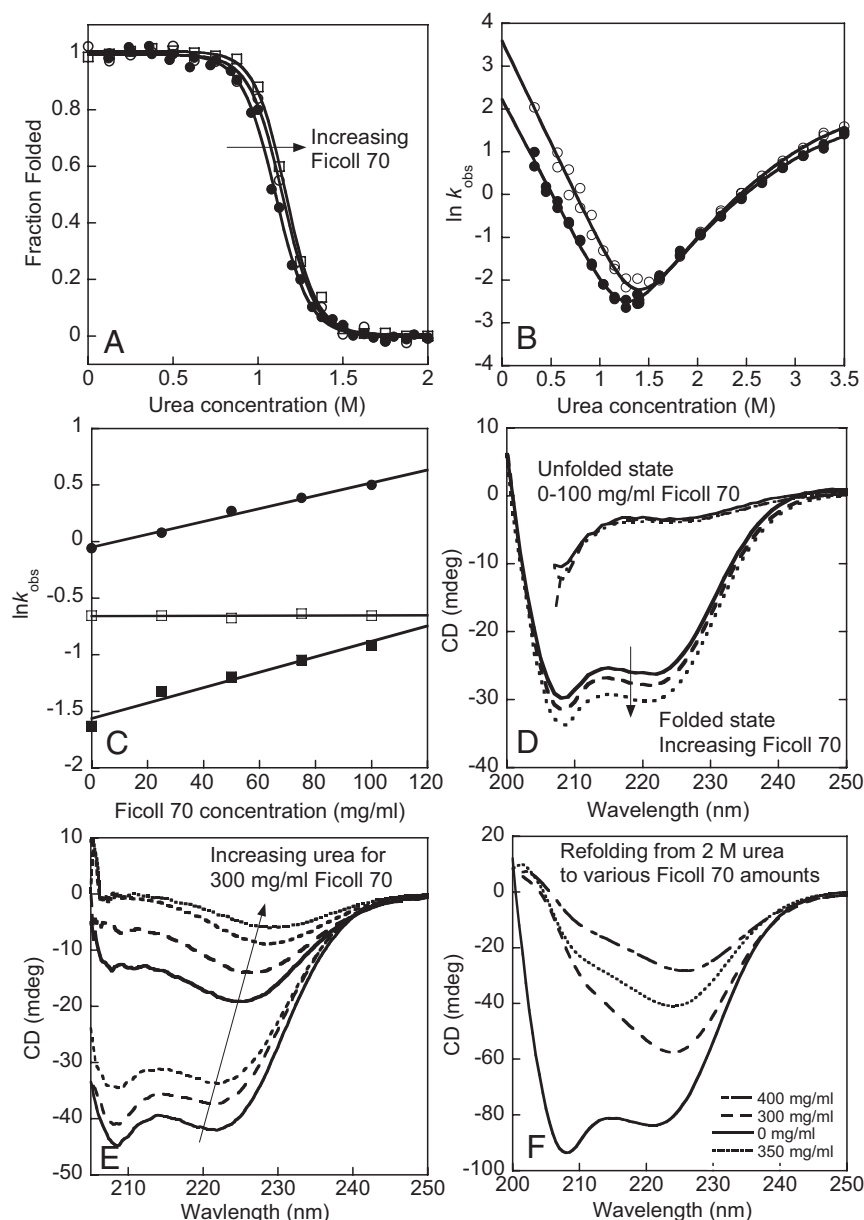 1
0.8
0.6
0.4
0.2
0
Fraction Folded
Increasing
Ficoll 70
A
0 0.5 1 1.5 2
Urea concentration (M)
4
3
2
1
0
-1
-2
-3
-4
ln kobs
B
0 0.5 1 1.5 2 2.5 3 3.5
Urea concentration (M)
1
0.5
0
-0.5
-1
-1.5
-2
lnkobs
C
0 20 40 60 80 100 120
Ficoll 70 concentration (mg/ml)
10
0
-10
-20
-30
-40
CD (mdeg)
Unfolded state
0-100 mg/ml Ficoll 70
Folded state
Increasing Ficoll 70
D
200 210 220 230 240 250
Wavelength (nm)
10
0
-10
-20
-30
-40
-50
CD (mdeg)
Increasing urea for
300 mg/ml Ficoll 70
E
210 220 230 240 250
Wavlength (nm)
20
0
-20
-40
-60
-80
-100
CD (mdeg)
Refolding from 2 M urea
to various Ficoll 70 amounts
400 mg/ml
300 mg/ml
0 mg/ml
350 mg/ml
F
200 210 220 230 240 250
Wavelength (nm)